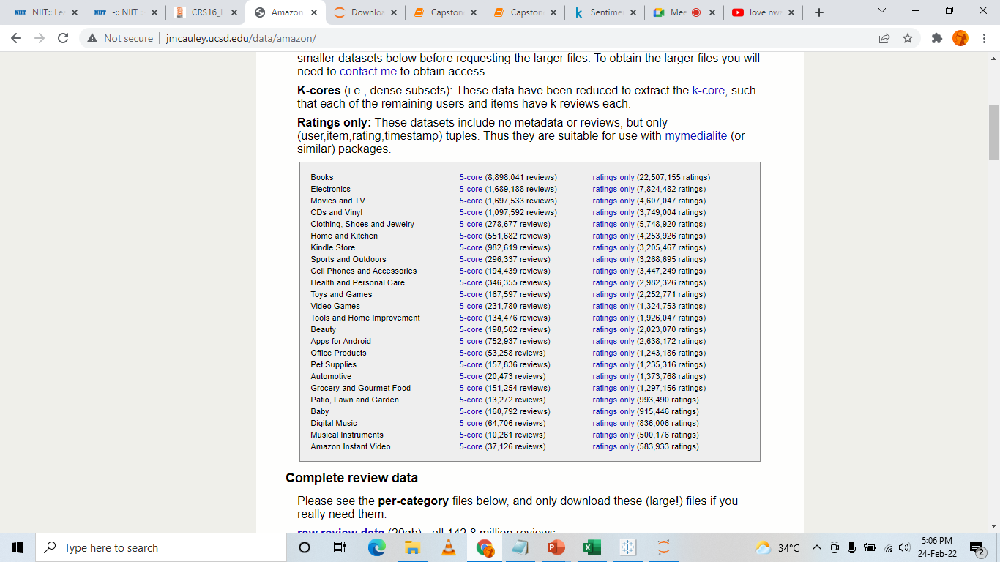 NIIT:: Lea
-:: NIIT ::
CRS16_L
Amazon
Downloa
Capston
Capston
Sentime
Mee
love nwa
Not secure
jmcauley.ucsd.edu/data/amazon/
smaller datasets below before requesting the larger files. To obtain the larger files you will
need to contact me to obtain access.
K-cores (i.e., dense subsets): These data have been reduced to extract the k-core, such
that each of the remaining users and items have k reviews each.
Ratings only: These datasets include no metadata or reviews, but only
(user,item,rating,timestamp) tuples. Thus they are suitable for use with mymedialite (or
similar) packages.
Books 5-core (8,898,041 reviews) ratings only (22,507,155 ratings)
Electronics 5-core (1,689,188 reviews) ratings only (7,824,482 ratings)
Movies and TV 5-core (1,697,533 reviews) ratings only (4,607,047 ratings)
CDs and Vinyl 5-core (1,097,592 reviews) ratings only (3,749,004 ratings)
Clothing, Shoes and Jewelry 5-core (278,677 reviews) ratings only (5,748,920 ratings)
Home and Kitchen 5-core (551,682 reviews) ratings only (4,253,926 ratings)
Kindle Store 5-core (982,619 reviews) ratings only (3,205,467 ratings)
Sports and Outdoors 5-core (296,337 reviews) ratings only (3,268,695 ratings)
Cell Phones and Accessories 5-core (194,439 reviews) ratings only (3,447,249 ratings)
Health and Personal Care 5-core (346,355 reviews) ratings only (2,982,326 ratings)
Toys and Games 5-core (167,597 reviews) ratings only (2,252,771 ratings)
Video Games 5-core (231,780 reviews) ratings only (1,324,753 ratings)
Tools and Home Improvement 5-core (134,476 reviews) ratings only (1,926,047 ratings)
Beauty 5-core (198,502 reviews) ratings only (2,023,070 ratings)
Apps for Android 5-core (752,937 reviews) ratings only (2,638,172 ratings)
Office Products 5-core (53,258 reviews) ratings only (1,243,186 ratings)
Pet Supplies 5-core (157,836 reviews) ratings only (1,235,316 ratings)
Automotive 5-core (20,473 reviews) ratings only (1,373,768 ratings)
Grocery and Gourmet Food 5-core (151,254 reviews) ratings only (1,297,156 ratings)
Patio, Lawn and Garden 5-core (13,272 reviews) ratings only (993,490 ratings)
Baby 5-core (160,792 reviews) ratings only (915,446 ratings)
Digital Music 5-core (64,706 reviews) ratings only (836,006 ratings)
Musical Instruments 5-core (10,261 reviews) ratings only (500,176 ratings)
Amazon Instant Video 5-core (37,126 reviews) ratings only (583,933 ratings)
Complete review data
Please see the per-category files below, and only download these (large!) files if you
really need them:
raw review data (20gb) - all 142.8 million reviews
Type here to search
34°C
5:06 PM
24-Feb-22
2